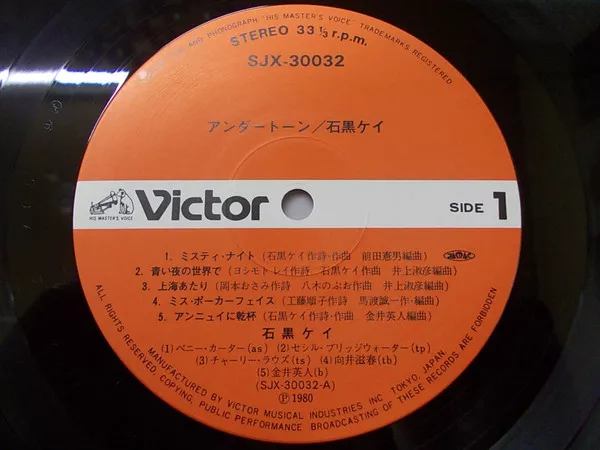 AND PHONOGRAPH "HIS MASTER'S VOICE" TRADEMARKS REGISTERED
STEREO 33 1/3 r.p.m.
SJX-30032
アンダートーン/石黒ケイ
HIS MASTER'S VOICE
Victor
SIDE 1
1. ミスティ・ナイト (石黒ケイ作詩・作曲 前田憲男編曲)
2. 青い夜の世界で (ヨシモトレイ作詩 石黒ケイ作曲 井上淑彦編曲)
3. 上海あたり (岡本おさみ作詩 八木のぶお作曲 井上淑彦編曲)
4. ミス・ポーカーフェイス (工藤順子作詩 馬渡誠一作・編曲)
5. アンニュイに乾杯 (石黒ケイ作詩・作曲 金井英人編曲)
石黒ケイ
(1)ベニー・カーター(as) (2)セシル・ブリッジウォーター(tp)
(3)チャーリー・ラウズ(ts) (4)向井滋春(tb)
(5)金井英人(b)
(SJX-30032-A)
Ⓟ1980
ALL RIGHTS RESERVED. COPYING, PUBLIC PERFORMANCE BROADCASTING OF THESE RECORDS ARE FORBIDDEN
MANUFACTURED BY VICTOR MUSICAL INDUSTRIES INC TOKYO, JAPAN